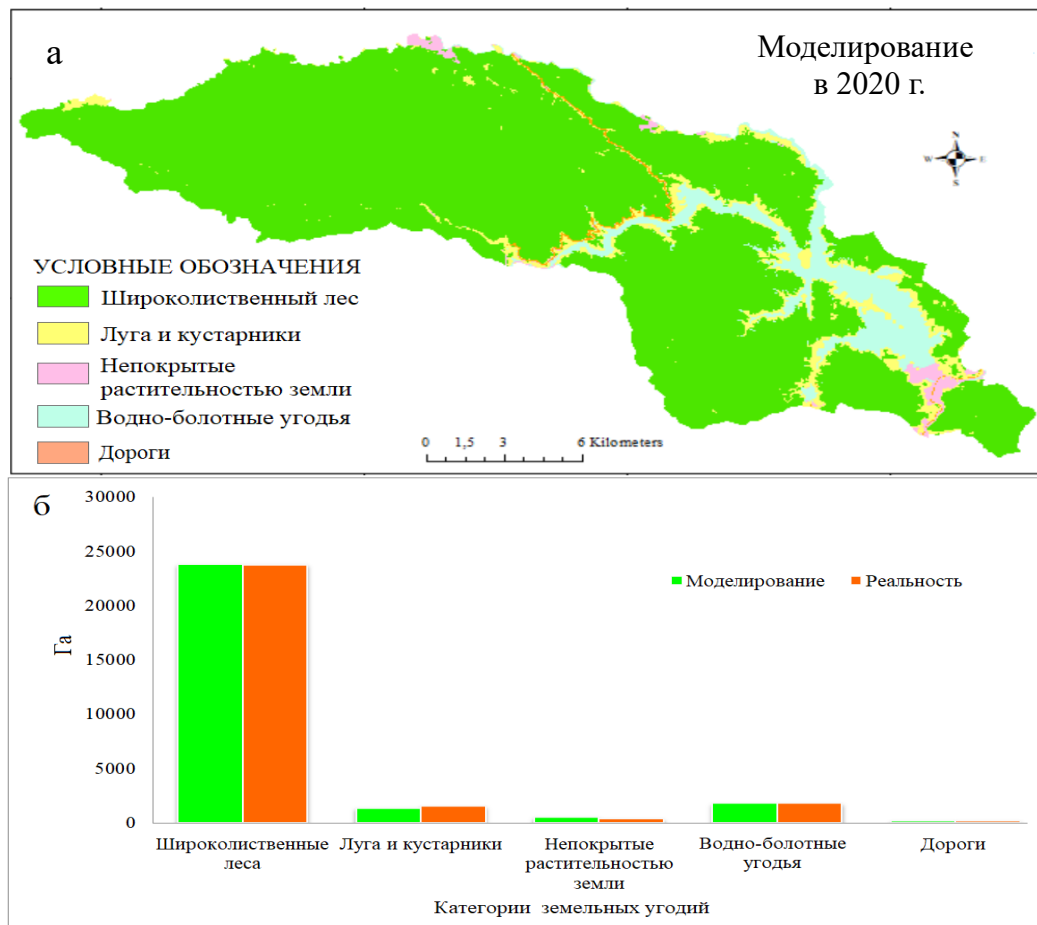 а
Моделирование
в 2020 г.
N
W
E
S
УСЛОВНЫЕ ОБОЗНАЧЕНИЯ
Широколиственный лес
Луга и кустарники
Непокрытые
растительностью земли
Водно-болотные угодья
Дороги
0 1,5 3 6 Kilometers
б
30000
25000
20000
15000
10000
5000
0
Га
Моделирование Реальность
Широколиственные
леса
Луга и кустарники
Непокрытые
растительностью
земли
Водно-болотные
угодья
Дороги
Категории земельных угодий